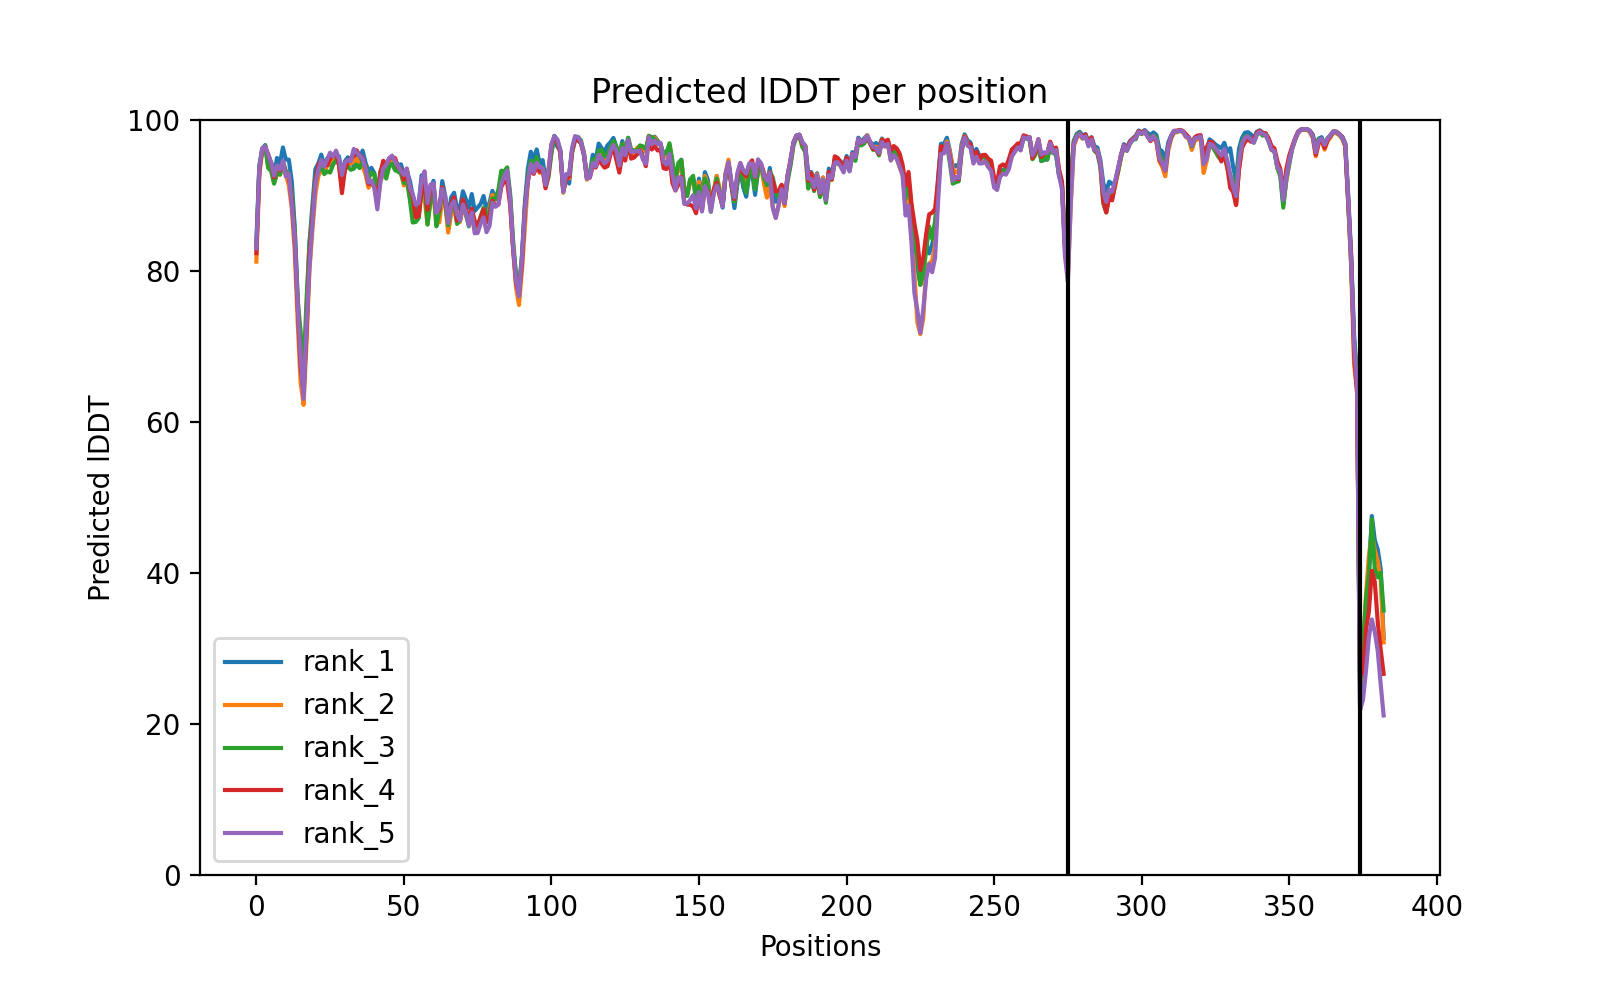 Predicted lDDT per position
Predicted lDDT
100
80
60
40
20
0
rank_1
rank_2
rank_3
rank_4
rank_5
0 50 100 150 200 250 300 350 400
Positions